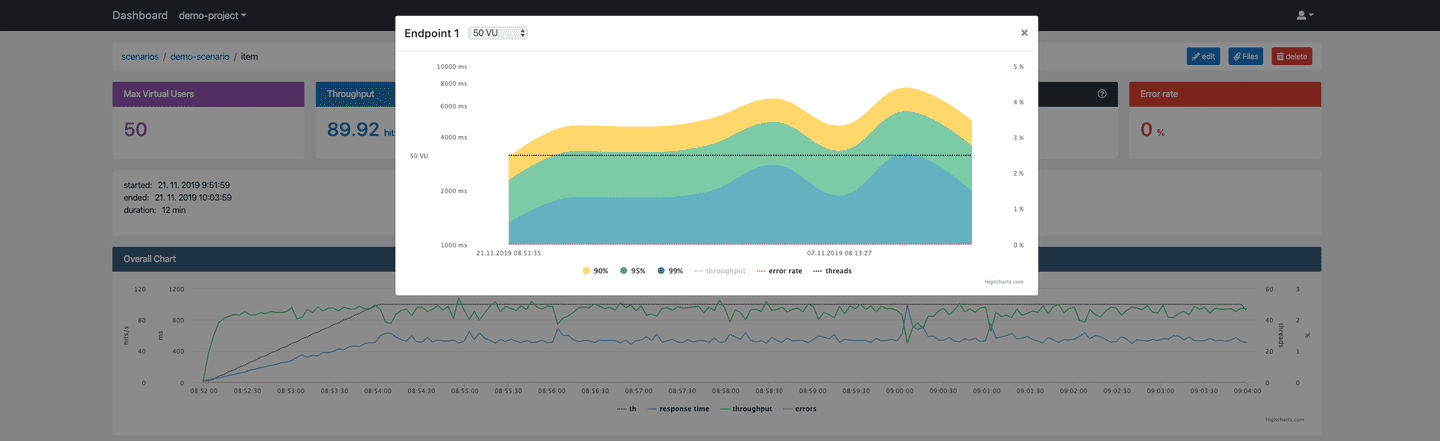 Dashboard demo-project
Endpoint 1 50 VU ×
scenarios / demo-scenario / item
edit Files delete
Max Virtual Users
50
Throughput
89.92 hits
Error rate
0 %
10000 ms
8000 ms
6000 ms
4000 ms
2000 ms
1000 ms
50 VU
5 %
4 %
3 %
2 %
1 %
0 %
21.11.2019 08:51:35 07.11.2019 08:13:27
90% 95% 99% throughput error rate threads
Highcharts.com
started: 21. 11. 2019 9:51:59
ended: 21. 11. 2019 10:03:59
duration: 12 min
Overall Chart
120 1200 60 3
80 800 40 2
40 400 20 1
0 0 0 0
hits/s
ms
threads
%
08:52:00 08:52:30 08:53:00 08:53:30 08:54:00 08:54:30 08:55:00 08:55:30 08:56:00 08:56:30 08:57:00 08:57:30 08:58:00 08:58:30 08:59:00 08:59:30 09:00:00 09:00:30 09:01:00 09:01:30 09:02:00 09:02:30 09:03:00 09:03:30 09:04:00
th response time throughput errors
Highcharts.com